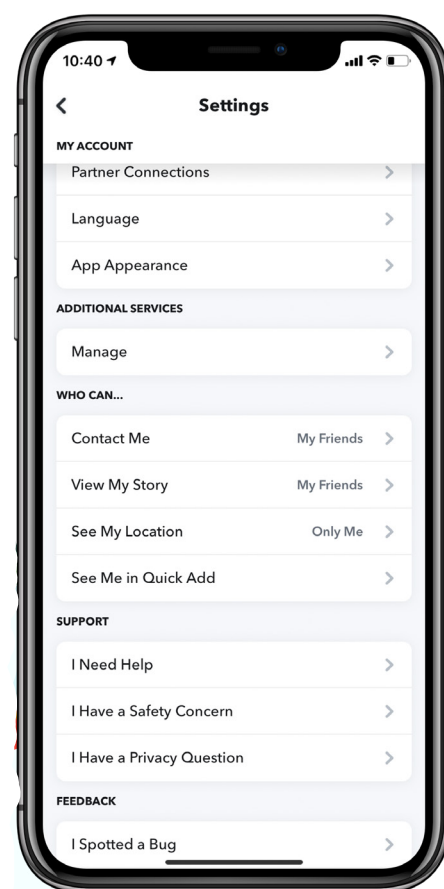 10:40
Settings
MY ACCOUNT
Partner Connections
Language
App Appearance
ADDITIONAL SERVICES
Manage
WHO CAN...
Contact Me My Friends
View My Story My Friends
See My Location Only Me
See Me in Quick Add
SUPPORT
I Need Help
I Have a Safety Concern
I Have a Privacy Question
FEEDBACK
I Spotted a Bug